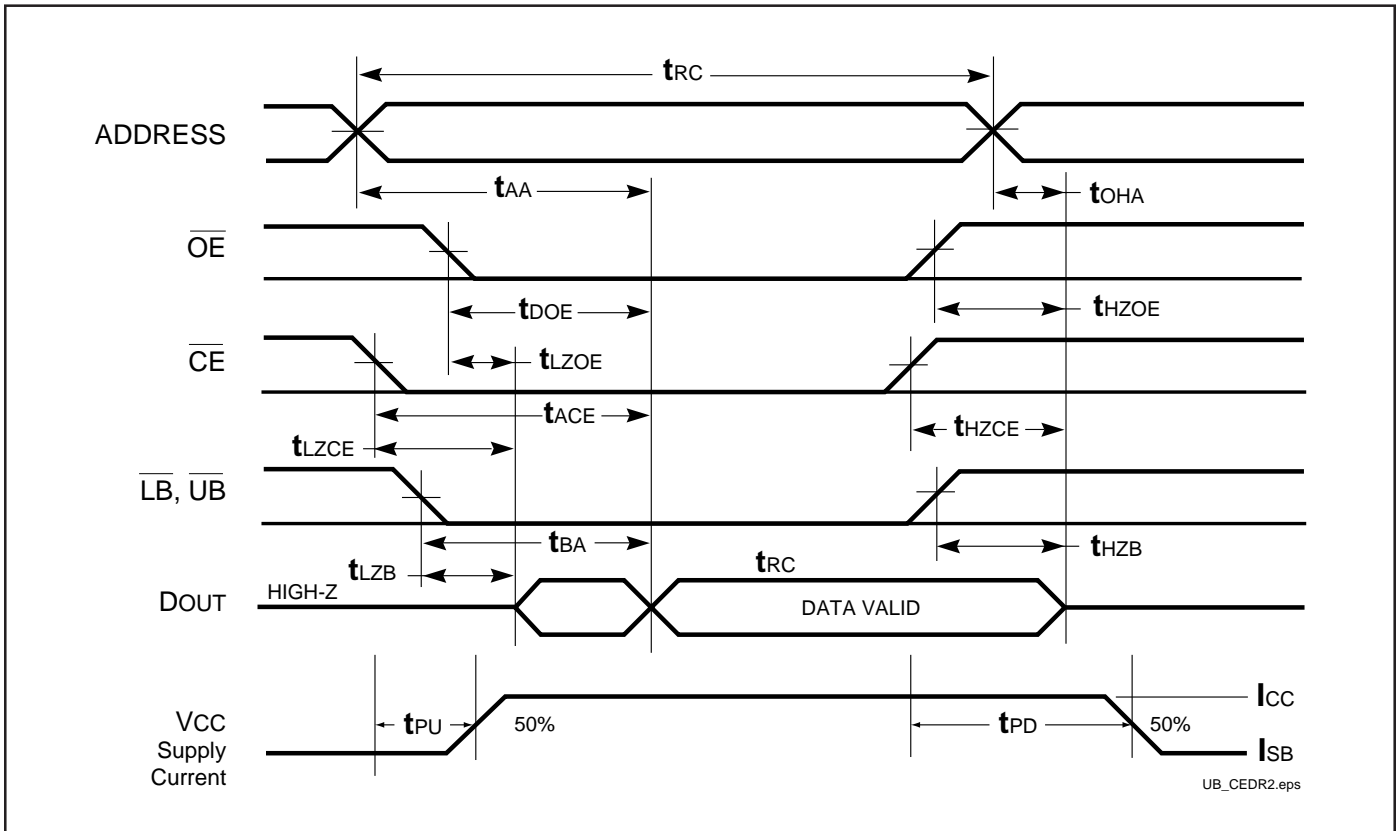 tRC
ADDRESS
tAA
tOHA
OE
tDOE
tHZOE
CE
tLZOE
tACE
tHZCE
tLZCE
LB, UB
tBA
tHZB
tLZB
tRC
DOUT
HIGH-Z
DATA VALID
ICC
VCC
Supply
Current
tPU
50%
tPD
50%
ISB
UB_CEDR2.eps